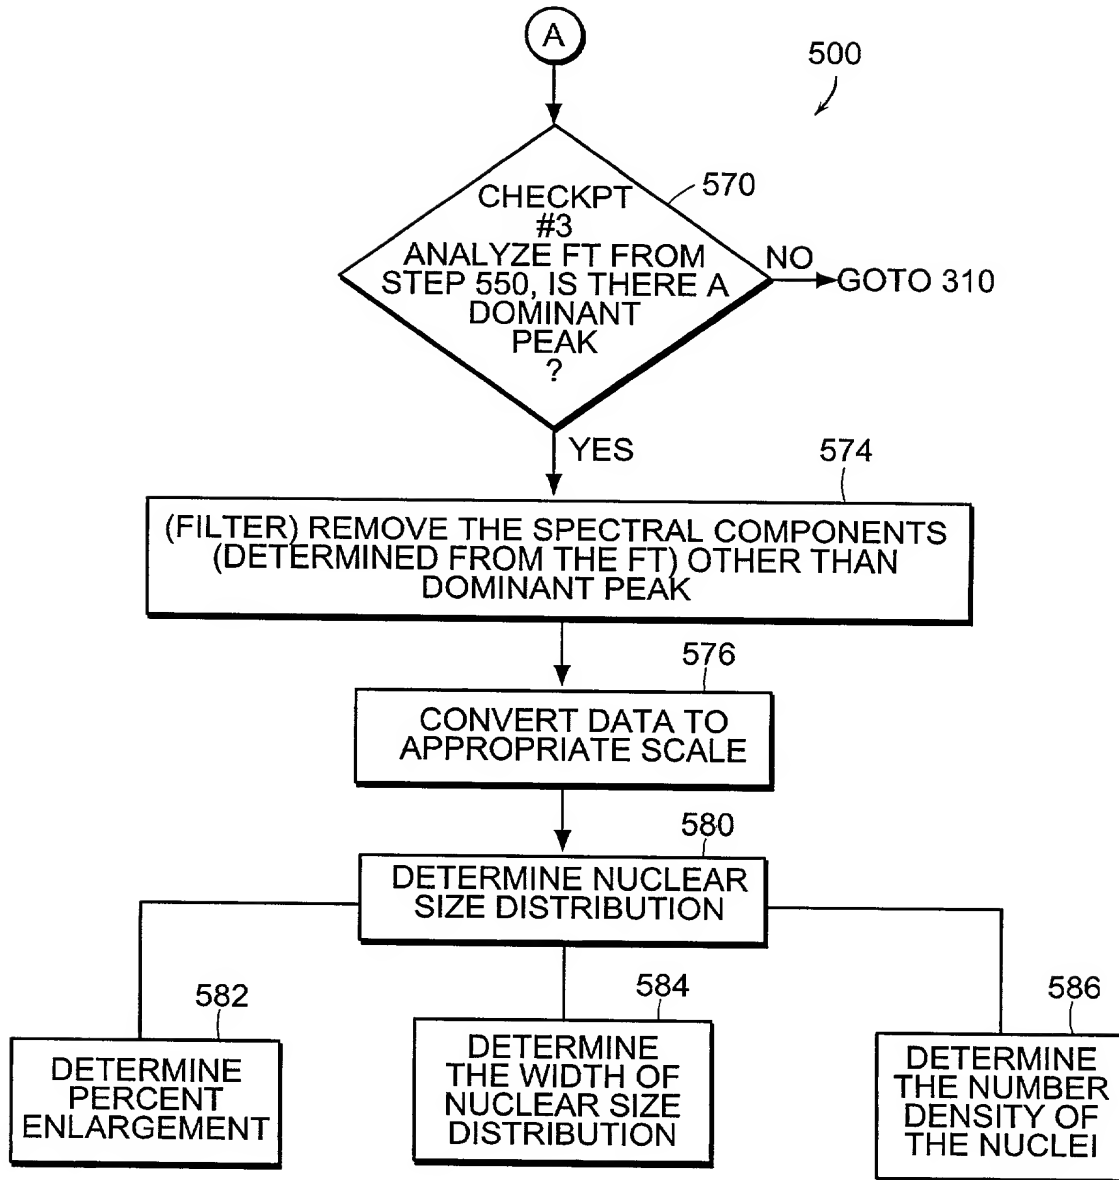 A
500
570
CHECKPT
#3
ANALYZE FT FROM
STEP 550, IS THERE A
DOMINANT
PEAK
?
NO
GOTO 310
YES
574
(FILTER) REMOVE THE SPECTRAL COMPONENTS
(DETERMINED FROM THE FT) OTHER THAN
DOMINANT PEAK
576
CONVERT DATA TO
APPROPRIATE SCALE
580
DETERMINE NUCLEAR
SIZE DISTRIBUTION
582
DETERMINE
PERCENT
ENLARGEMENT
584
DETERMINE
THE WIDTH OF
NUCLEAR SIZE
DISTRIBUTION
586
DETERMINE
THE NUMBER
DENSITY OF
THE NUCLEI